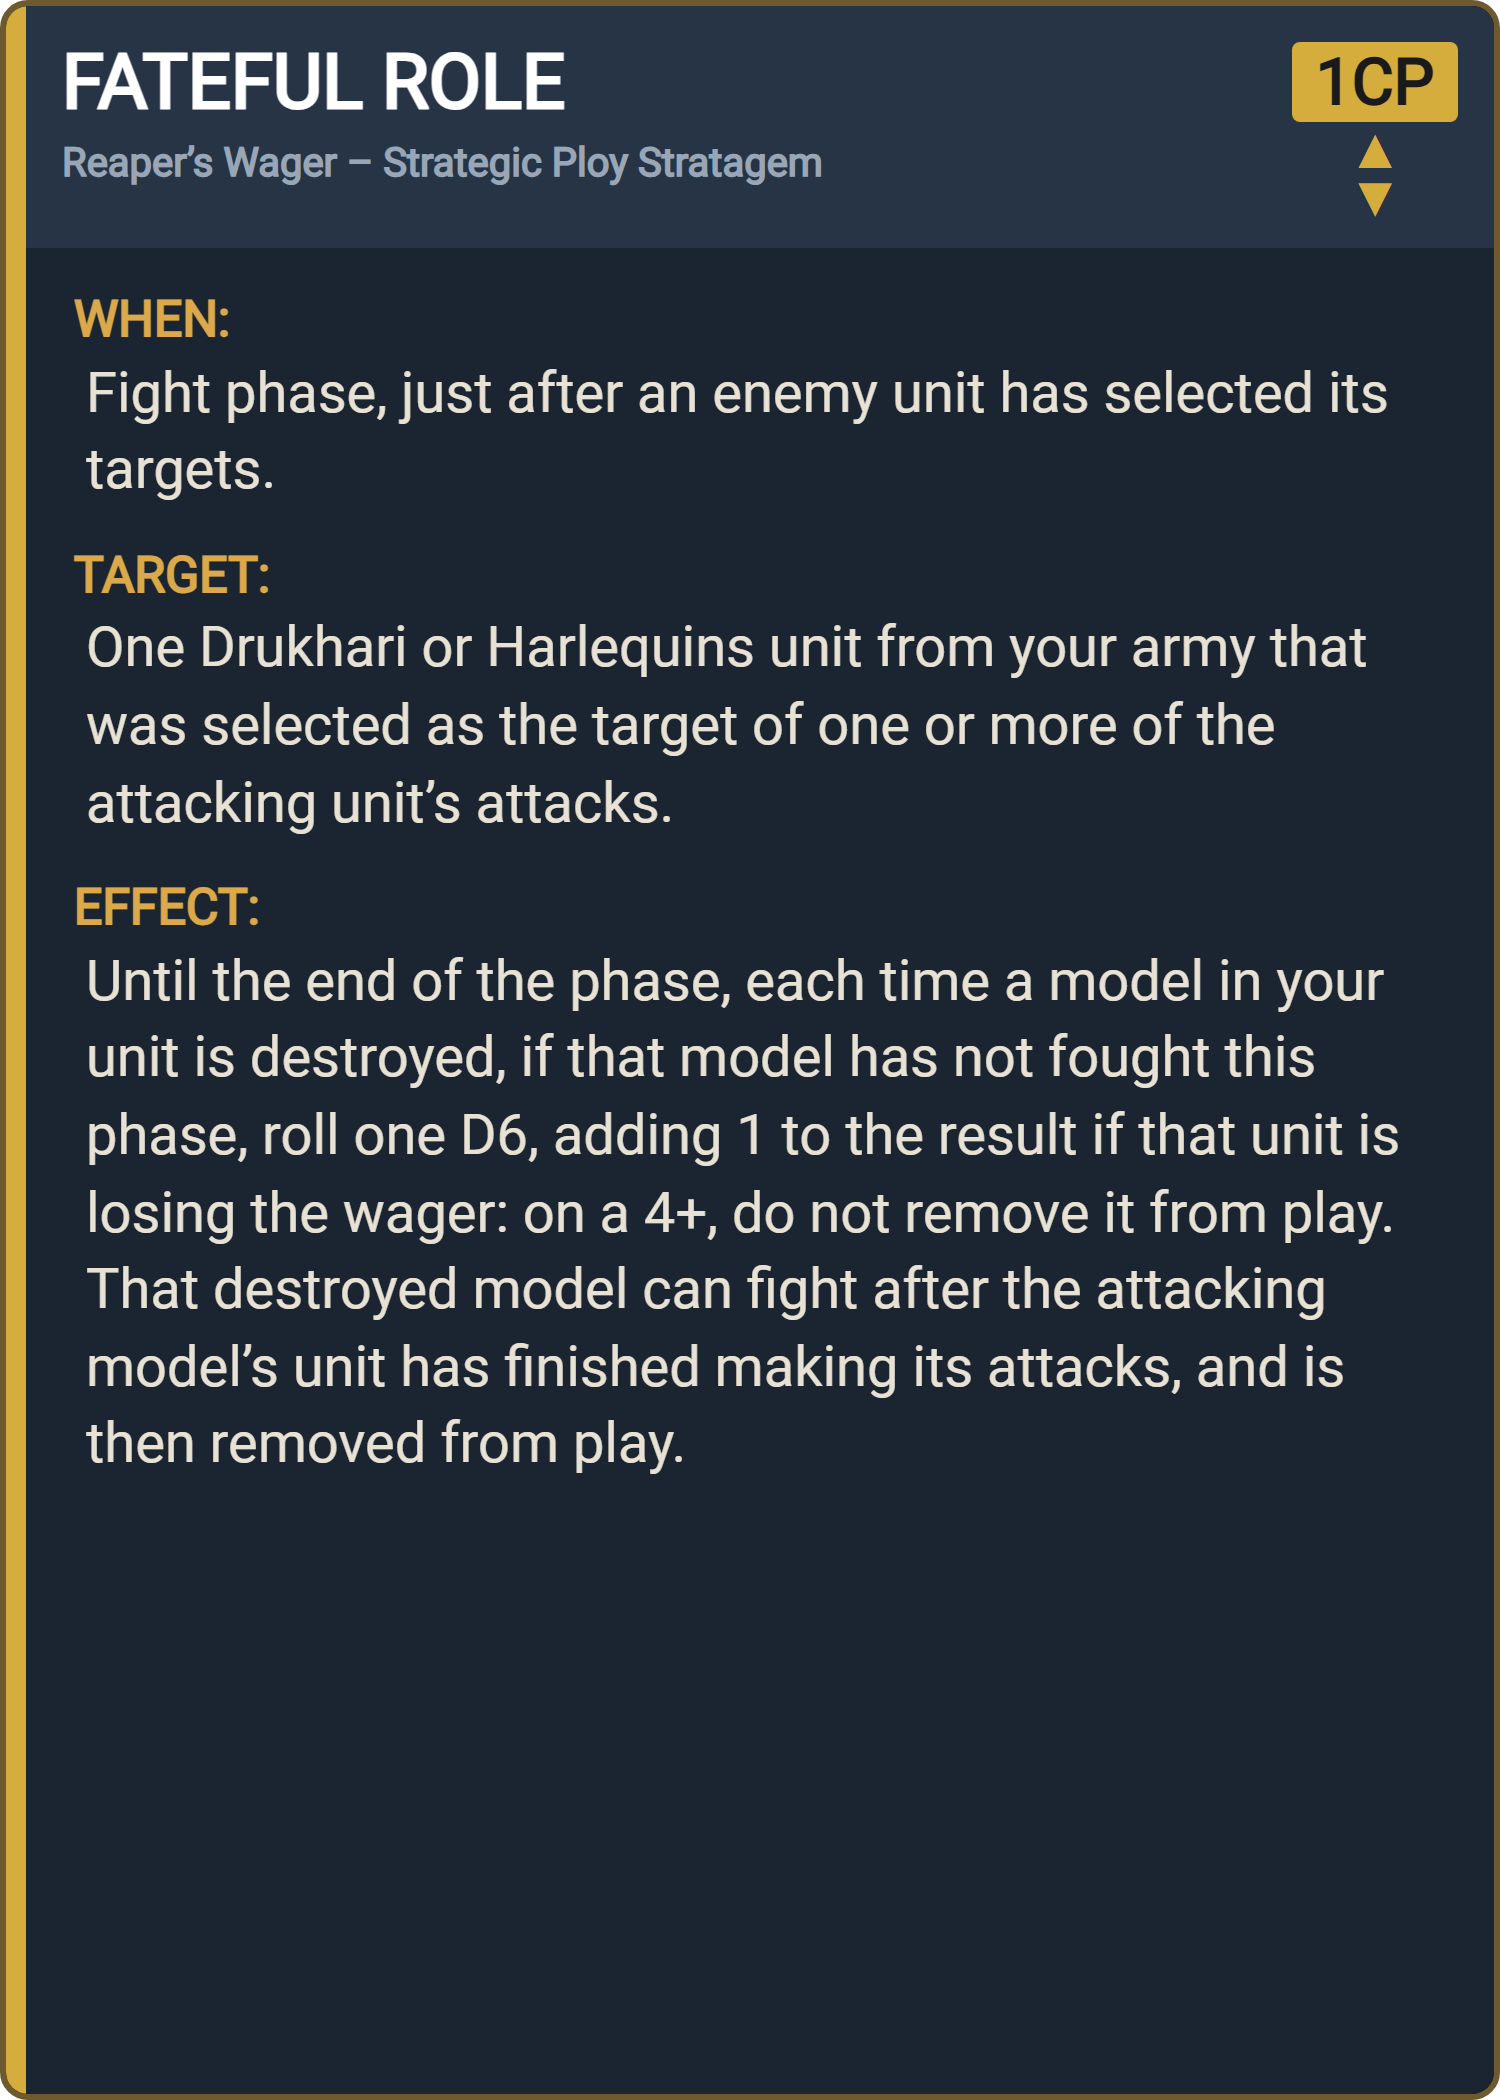 FATEFUL ROLE
1CP
Reaper’s Wager – Strategic Ploy Stratagem
WHEN:
Fight phase, just after an enemy unit has selected its
targets.
TARGET:
One Drukhari or Harlequins unit from your army that
was selected as the target of one or more of the
attacking unit’s attacks.
EFFECT:
Until the end of the phase, each time a model in your
unit is destroyed, if that model has not fought this
phase, roll one D6, adding 1 to the result if that unit is
losing the wager: on a 4+, do not remove it from play.
That destroyed model can fight after the attacking
model’s unit has finished making its attacks, and is
then removed from play.